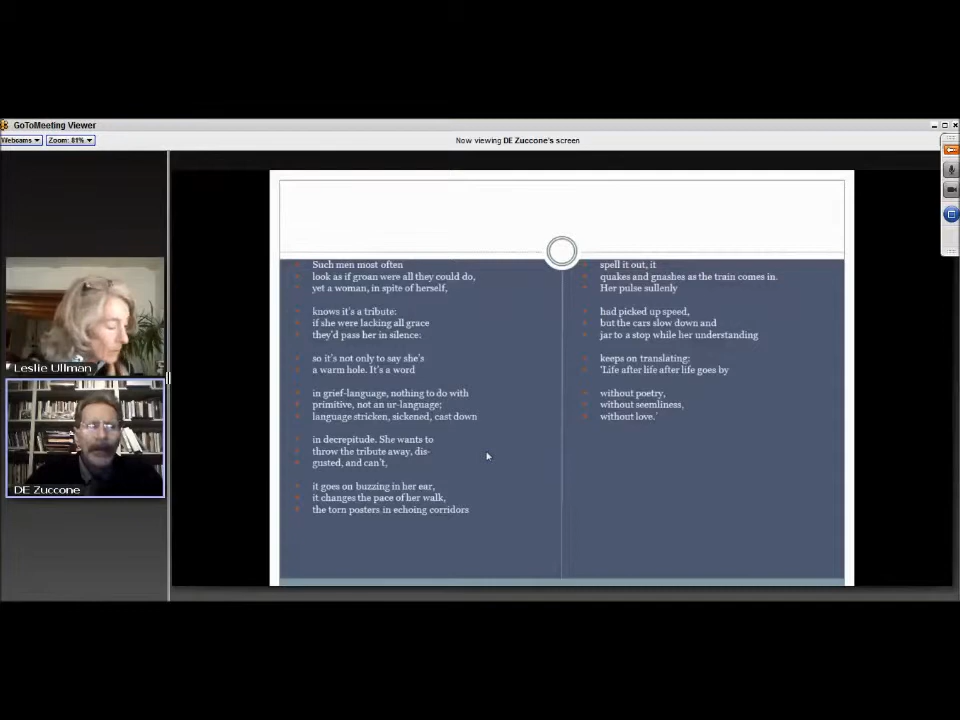 GoToMeeting Viewer
Webcams
Zoom: 81%
Now viewing DE Zuccone's screen
Such men most often
look as if groan were all they could do,
yet a woman, in spite of herself,
knows it's a tribute:
if she were lacking all grace
they'd pass her in silence:
so it's not only to say she's
a warm hole. It's a word
in grief-language, nothing to do with
primitive, not an ur-language;
language stricken, sickened, cast down
in decrepitude. She wants to
throw the tribute away, dis-
gusted, and can't,
it goes on buzzing in her ear,
it changes the pace of her walk,
the torn posters in echoing corridors
spell it out, it
quakes and gnashes as the train comes in.
Her pulse sullenly
had picked up speed,
but the cars slow down and
jar to a stop while her understanding
keeps on translating:
'Life after life after life goes by
without poetry,
without seemliness,
without love.'
Leslie Ullman
DE Zuccone